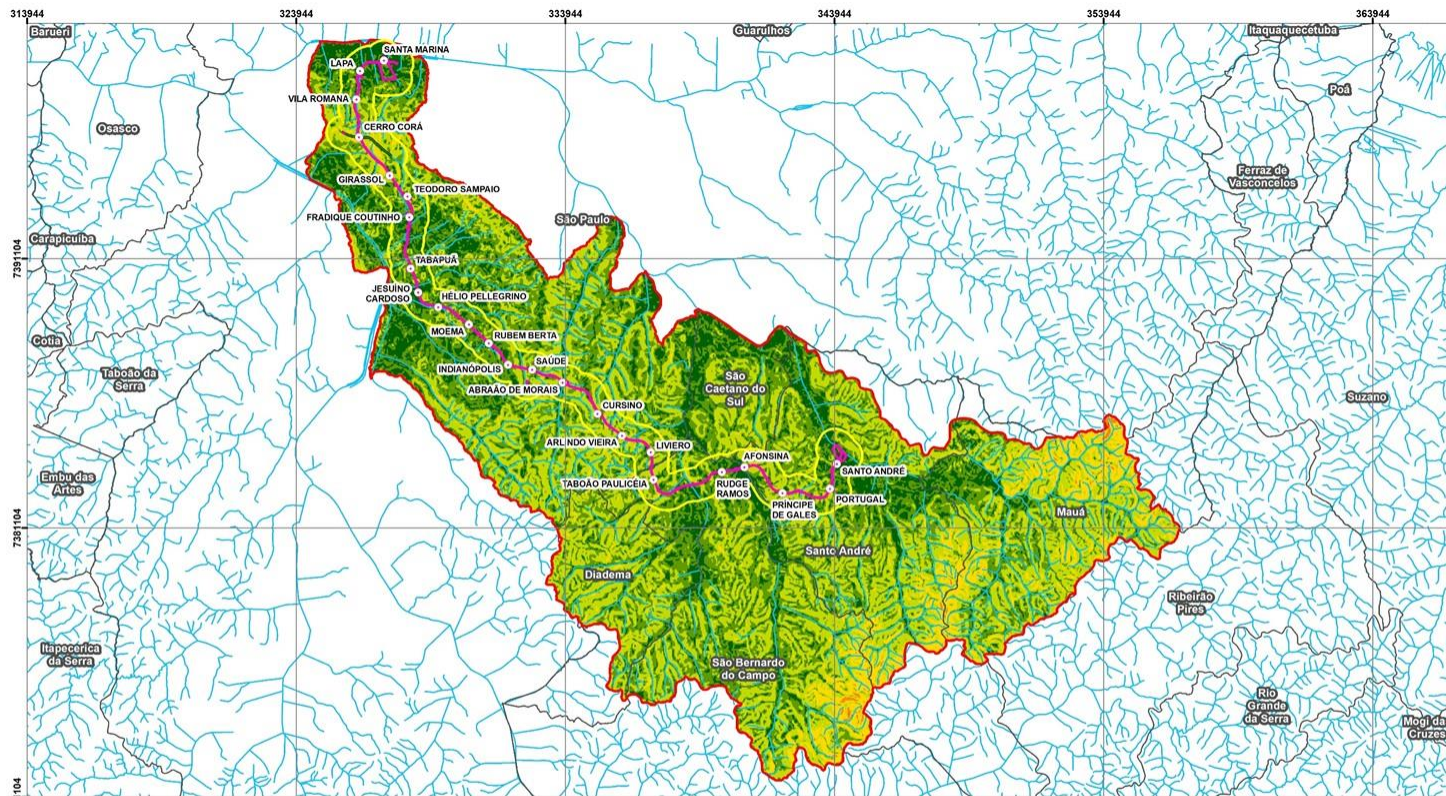 313944
323944
333944
343944
353944
363944
Barueri
Guarulhos
Itaquaquecetuba
SANTA MARINA
LAPA
Poá
VILA ROMANA
CERRO CORÁ
Osasco
GIRASSOL
Ferraz de
Vasconcelos
TEODORO SAMPAIO
FRADIQUE COUTINHO
São Paulo
Carapicuíba
7391104
TABAPUÃ
JESUÍNO
CARDOSO
HÉLIO PELLEGRINO
MOEMA
RUBEM BERTA
Cotia
INDIANÓPOLIS
SAÚDE
Taboão da
Serra
ABRAÃO DE MORAIS
São
Caetano do
Sul
Suzano
CURSINO
ARLINDO VIEIRA
LIVIERO
AFONSINA
SANTO ANDRÉ
Embu das
Artes
TABOÃO PAULICÉIA
RUDGE
RAMOS
PRÍNCIPE
DE GALES
PORTUGAL
Mauá
7381104
Santo André
Diadema
Ribeirão
Pires
Itapecerica
da Serra
São Bernardo
do Campo
Rio
Grande
da Serra
Mogi da
Cruzes
1104